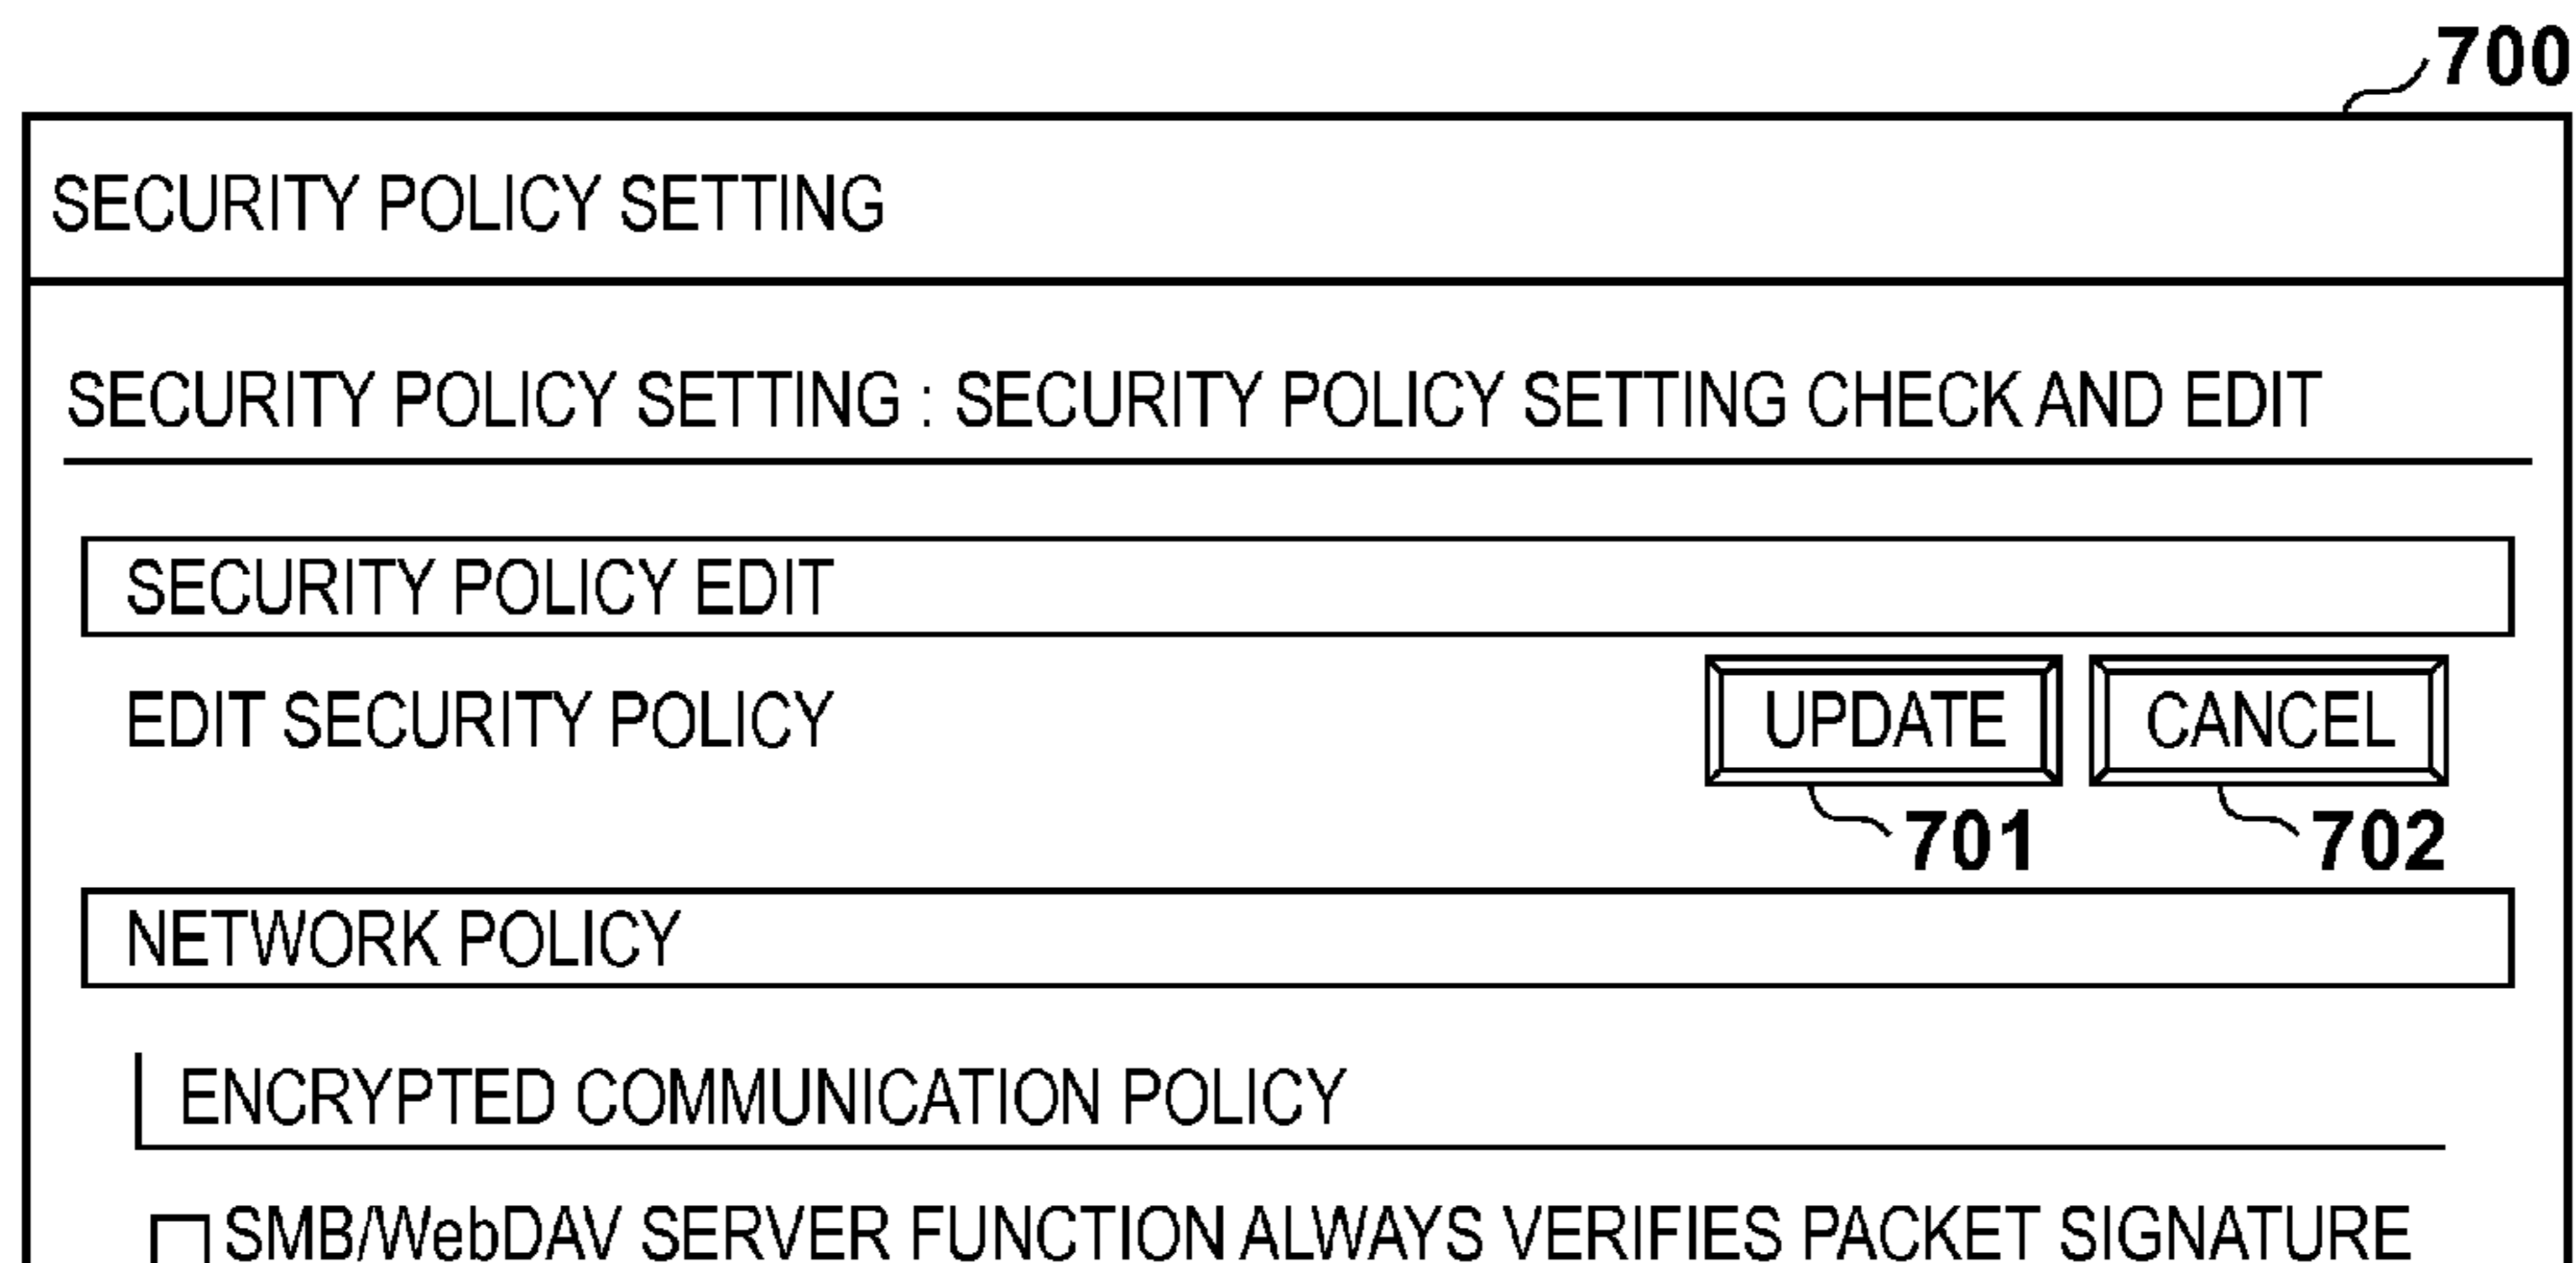 700
SECURITY POLICY SETTING
SECURITY POLICY SETTING : SECURITY POLICY SETTING CHECK AND EDIT
SECURITY POLICY EDIT
EDIT SECURITY POLICY UPDATE CANCEL
701 702
NETWORK POLICY
ENCRYPTED COMMUNICATION POLICY
SMB/WebDAV SERVER FUNCTION ALWAYS VERIFIES PACKET SIGNATURE